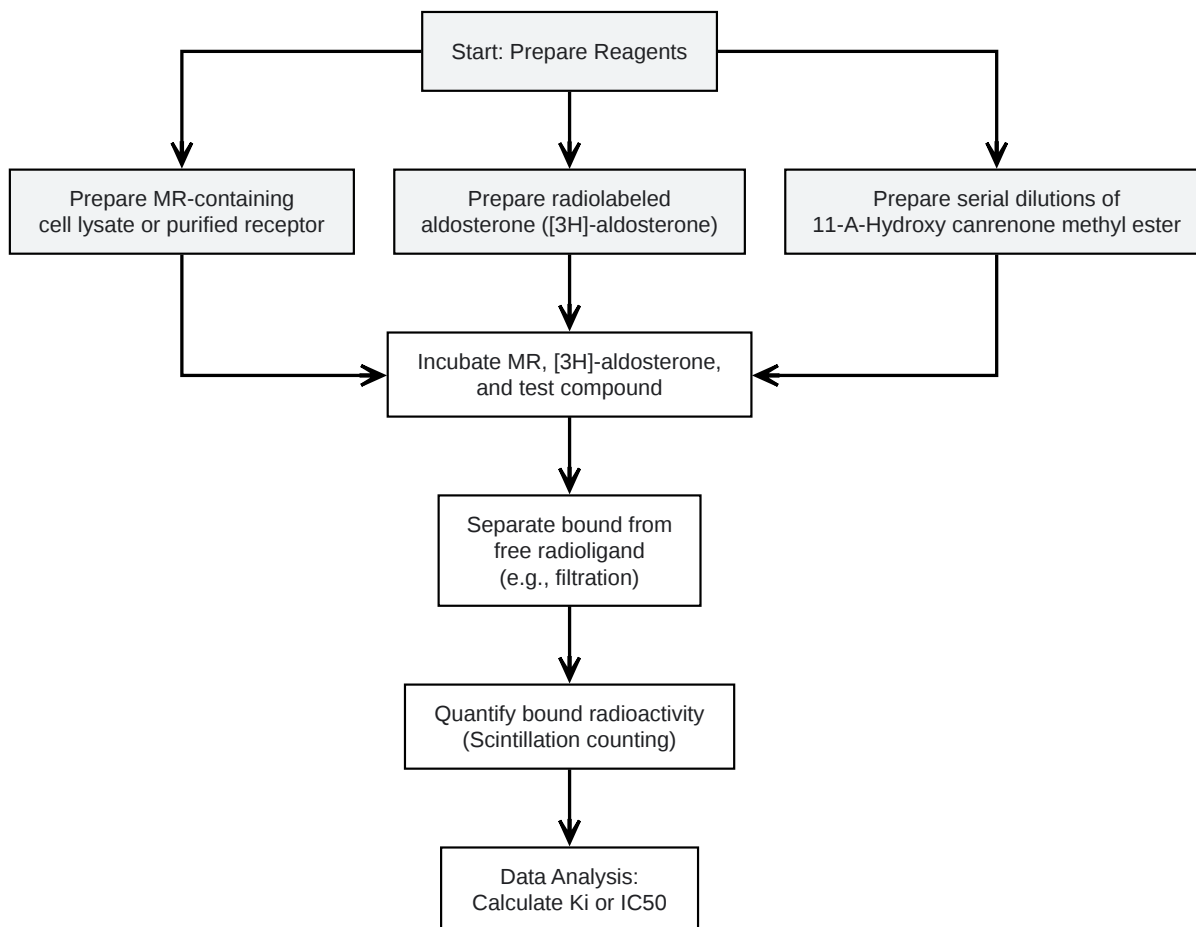 Start: Prepare Reagents
Prepare MR-containing
cell lysate or purified receptor
Prepare radiolabeled
aldosterone ([3H]-aldosterone)
Prepare serial dilutions of
11-A-Hydroxy canrenone methyl ester
Incubate MR, [3H]-aldosterone,
and test compound
Separate bound from
free radioligand
(e.g., filtration)
Quantify bound radioactivity
(Scintillation counting)
Data Analysis:
Calculate Ki or IC50